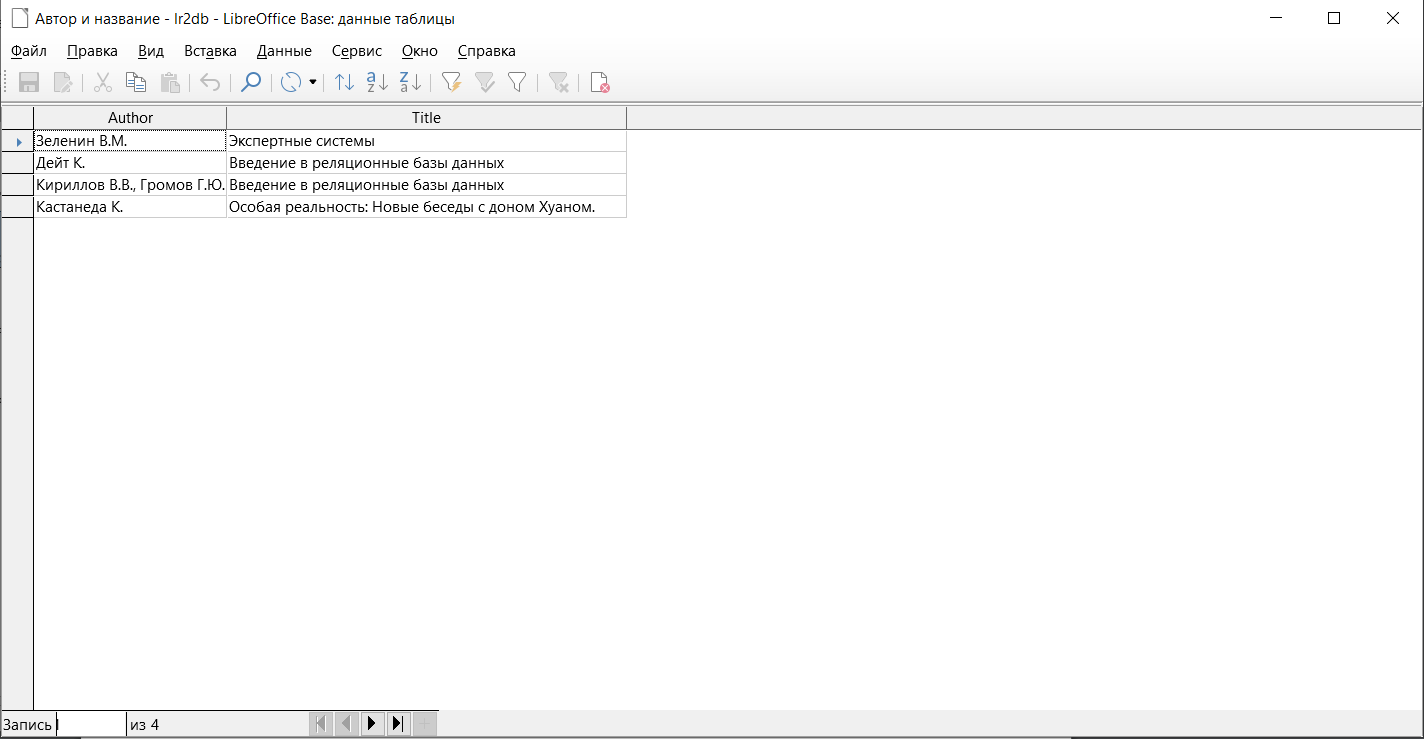 Автор и название - lr2db - LibreOffice Base: данные таблицы
Файл Правка Вид Вставка Данные Сервис Окно Справка
Author Title
Зеленин В.М. Экспертные системы
Дейт К. Введение в реляционные базы данных
Кириллов В.В., Громов Г.Ю. Введение в реляционные базы данных
Кастанеда К. Особая реальность: Новые беседы с доном Хуаном.
Запись из 4